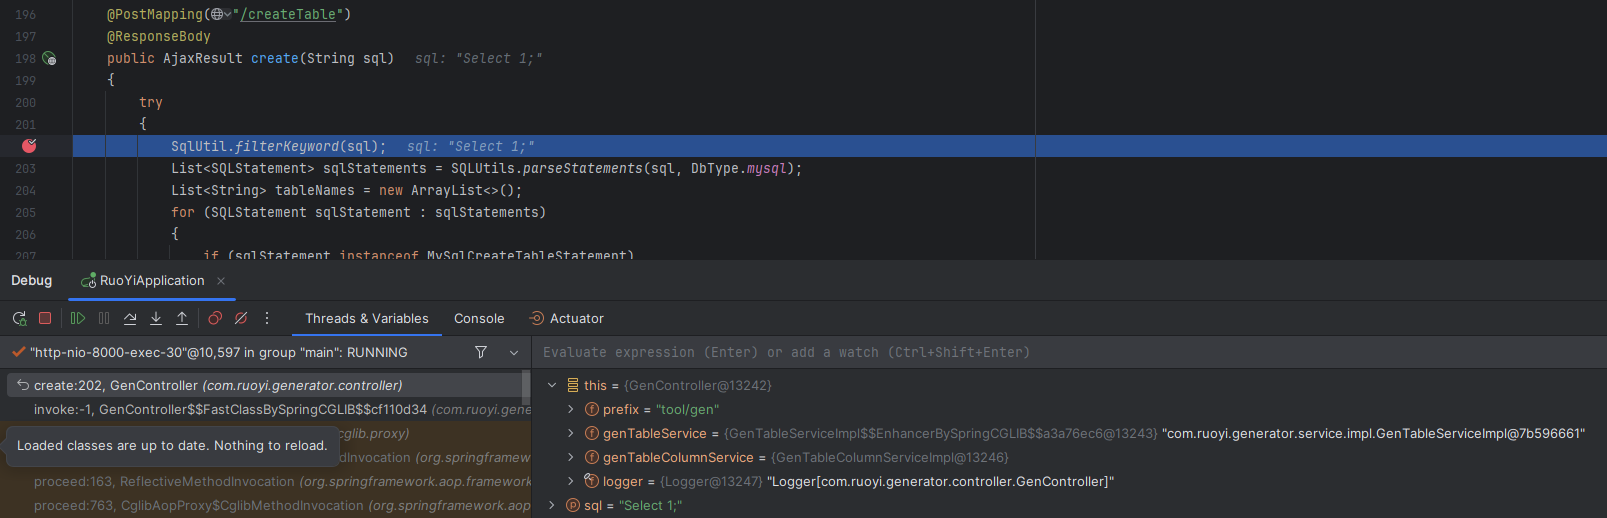 196 @PostMapping("/createTable")
197 @ResponseBody
198 public AjaxResult create(String sql) sql: "Select 1;"
199 {
200 try
201 {
SqlUtil.filterKeyword(sql); sql: "Select 1;"
203 List<SQLStatement> sqlStatements = SQLUtils.parseStatements(sql, DbType.mysql);
204 List<String> tableNames = new ArrayList<>();
205 for (SQLStatement sqlStatement : sqlStatements)
206 {
207 if (sqlStatement instanceof MySqlCreateTableStatement)
Debug RuoYiApplication
Threads & Variables Console Actuator
"http-nio-8000-exec-30"@10,597 in group "main": RUNNING
Evaluate expression (Enter) or add a watch (Ctrl+Shift+Enter)
create:202, GenController (com.ruoyi.generator.controller)
this = {GenController@13242}
invoke:-1, GenController$$FastClassBySpringCGLIB$$cf110d34 (com.ruoyi.gene
prefix = "tool/gen"
cglib.proxy)
genTableService = {GenTableServiceImpl$$EnhancerBySpringCGLIB$$a3a76ec6@13243} "com.ruoyi.generator.service.impl.GenTableServiceImpl@7b596661"
Loaded classes are up to date. Nothing to reload.
dInvocation (org.springframew
genTableColumnService = {GenTableColumnServiceImpl@13246}
proceed:163, ReflectiveMethodInvocation (org.springframework.aop.framework
logger = {Logger@13247} "Logger[com.ruoyi.generator.controller.GenController]"
proceed:763, CglibAopProxy$CglibMethodInvocation (org.springframework.aop
sql = "Select 1;"